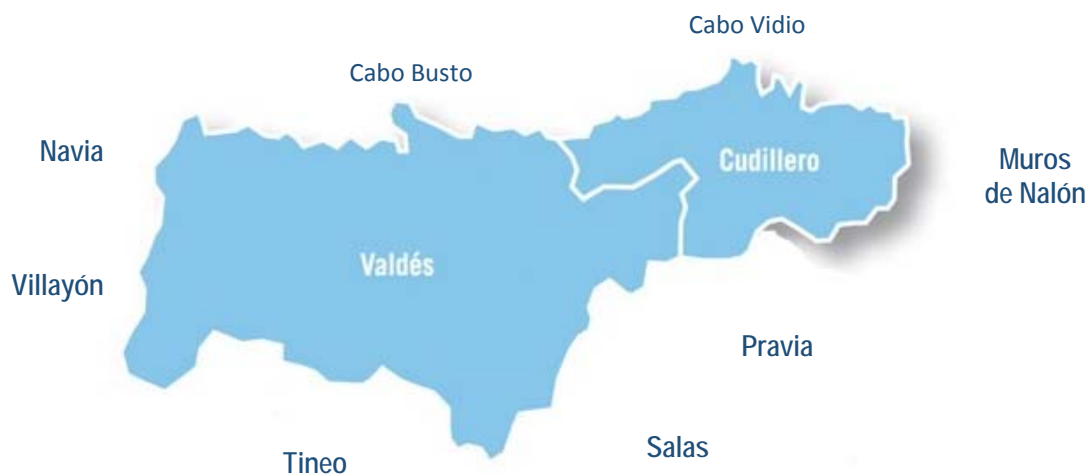 Cabo Vidio
Cabo Busto
Navia
Cudillero
Muros
de Nalón
Valdés
Villayón
Pravia
Salas
Tineo